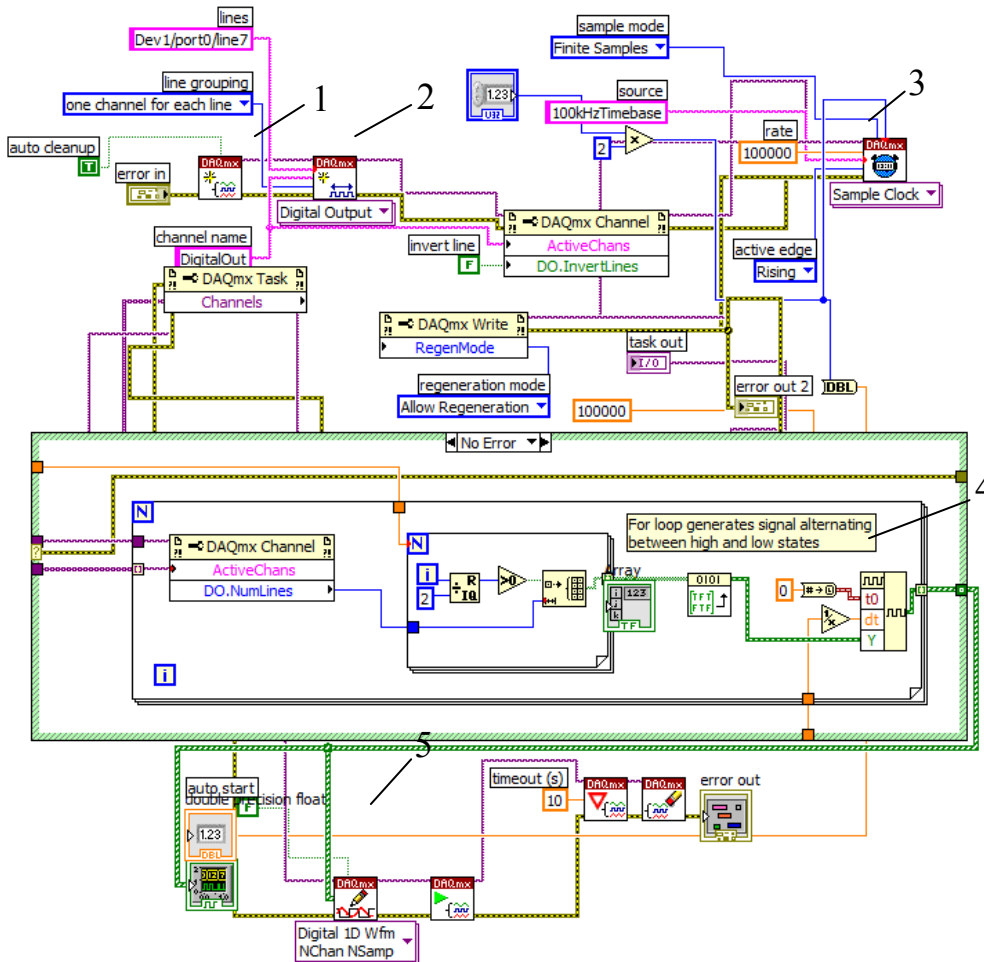 lines
Dev1/port0/line7
line grouping
one channel for each line
1
2
auto cleanup
T
error in
DAQmx
DAQmx
Digital Output
sample mode
Finite Samples
1.23
U32
source
100kHzTimebase
3
2
x
rate
100000
DAQmx
Sample Clock
channel name
DigitalOut
invert line
F
DAQmx Channel
ActiveChans
DO.InvertLines
active edge
Rising
DAQmx Task
Channels
DAQmx Write
RegenMode
task out
I/O
regeneration mode
Allow Regeneration
100000
error out 2
DBL
No Error
4
N
For loop generates signal alternating
between high and low states
DAQmx Channel
ActiveChans
DO.NumLines
N
i
2
R
IQ
>0
Array
i
j
k
123
TF
0101
TFT
FTF
0
#
t0
dt
Y
1/x
i
?
5
auto start
double precision float
F
1.23
DBL
timeout (s)
10
DAQmx
DAQmx
error out
DAQmx
DAQmx
Digital 1D Wfm
NChan NSamp